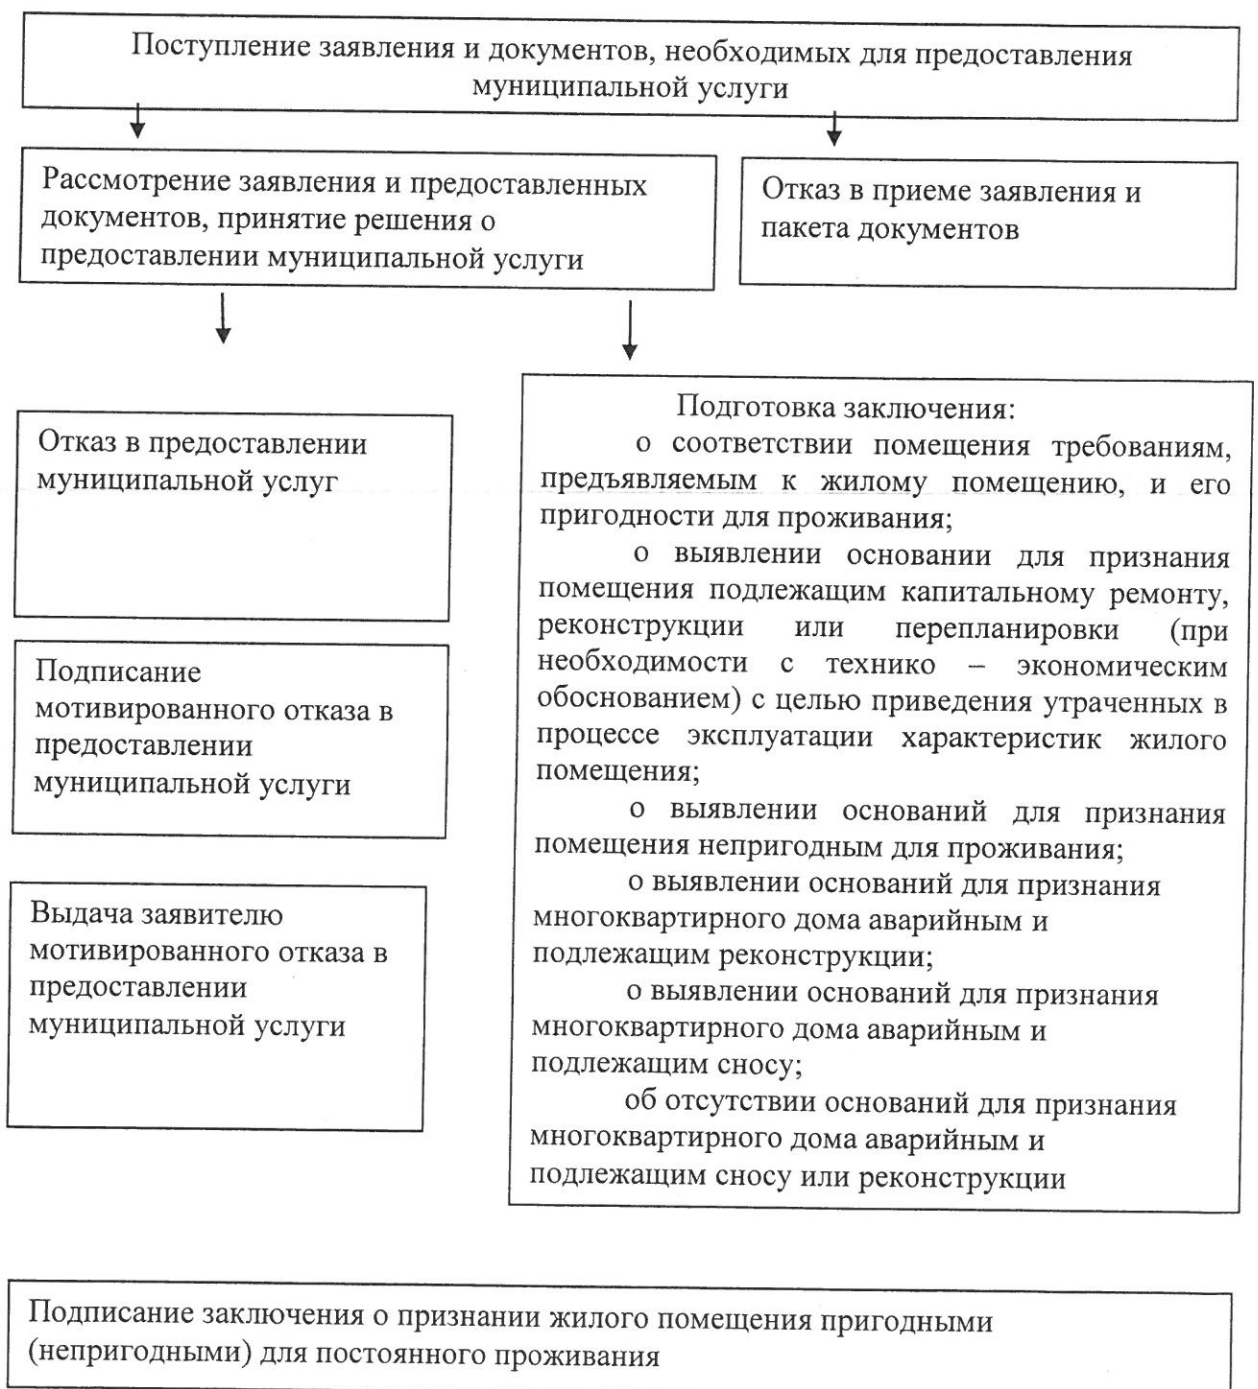 Поступление заявления и документов, необходимых для предоставления
муниципальной услуги
Рассмотрение заявления и предоставленных
документов, принятие решения о
предоставлении муниципальной услуги
Отказ в приеме заявления и
пакета документов
Отказ в предоставлении
муниципальной услуг
Подписание
мотивированного отказа в
предоставлении
муниципальной услуги
Выдача заявителю
мотивированного отказа в
предоставлении
муниципальной услуги
Подготовка заключения:
о соответствии помещения требованиям,
предъявляемым к жилому помещению, и его
пригодности для проживания;
о выявлении основании для признания
помещения подлежащим капитальному ремонту,
реконструкции или перепланировки (при
необходимости с технико – экономическим
обоснованием) с целью приведения утраченных в
процессе эксплуатации характеристик жилого
помещения;
о выявлении оснований для признания
помещения непригодным для проживания;
о выявлении оснований для признания
многоквартирного дома аварийным и
подлежащим реконструкции;
о выявлении оснований для признания
многоквартирного дома аварийным и
подлежащим сносу;
об отсутствии оснований для признания
многоквартирного дома аварийным и
подлежащим сносу или реконструкции
Подписание заключения о признании жилого помещения пригодными
(непригодными) для постоянного проживания